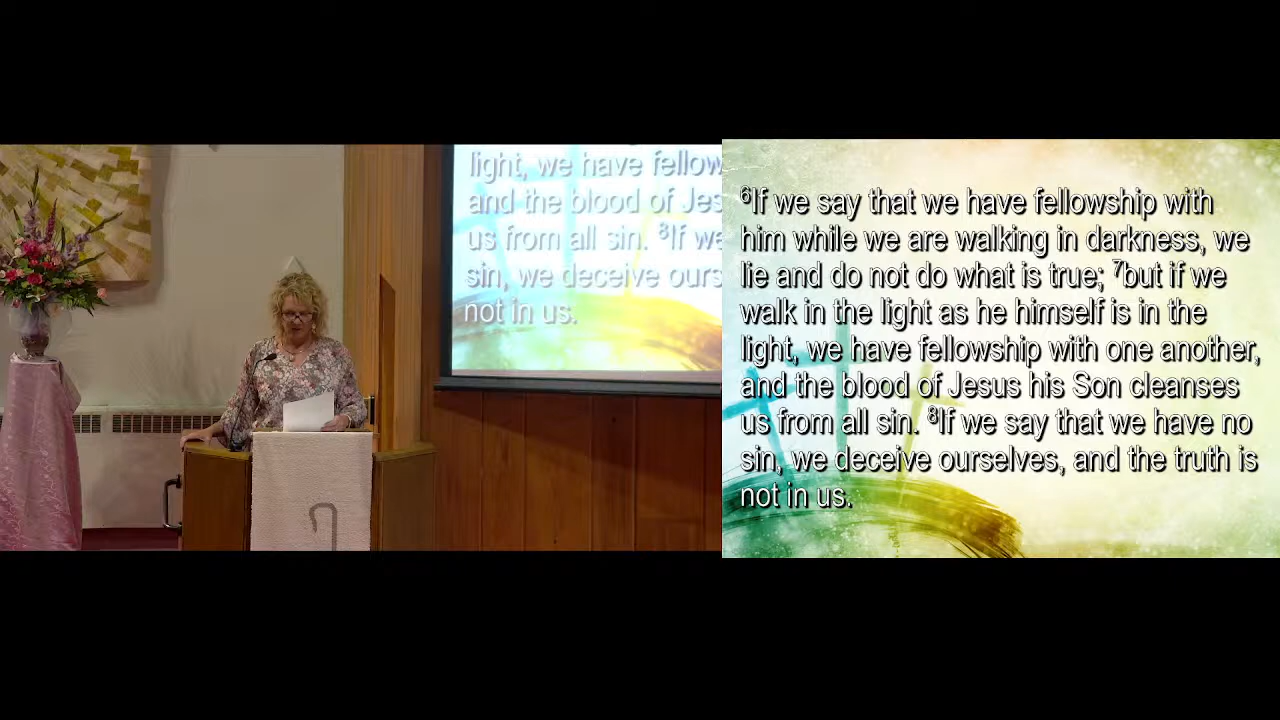 light, we have fellow
and the blood of Jes
us from all sin. ⁸If we
sin, we deceive ours
not in us.
⁶If we say that we have fellowship with
him while we are walking in darkness, we
lie and do not do what is true; ⁷but if we
walk in the light as he himself is in the
light, we have fellowship with one another,
and the blood of Jesus his Son cleanses
us from all sin. ⁸If we say that we have no
sin, we deceive ourselves, and the truth is
not in us.